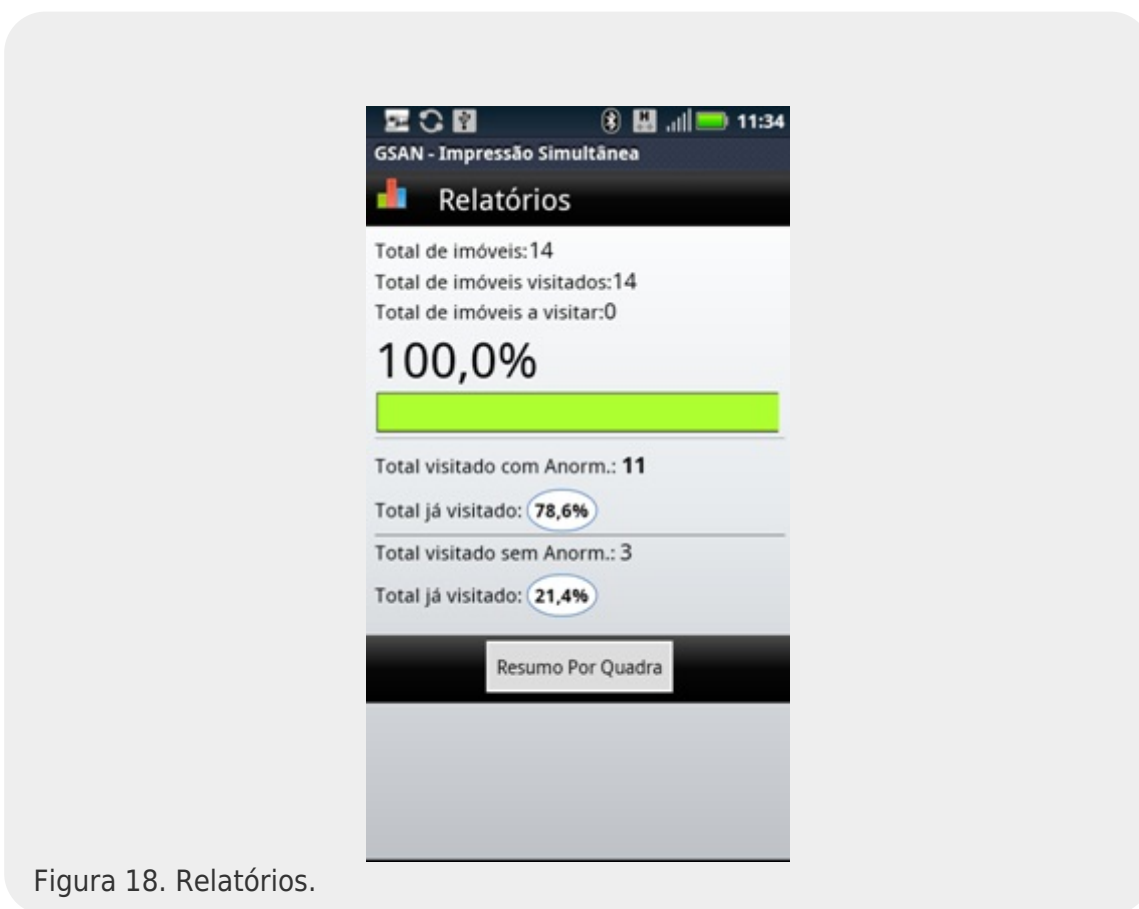 11:34
GSAN - Impressão Simultânea
Relatórios
Total de imóveis:14
Total de imóveis visitados:14
Total de imóveis a visitar:0
100,0%
Total visitado com Anorm.: 11
Total já visitado: 78,6%
Total visitado sem Anorm.: 3
Total já visitado: 21,4%
Resumo Por Quadra
Figura 18. Relatórios.